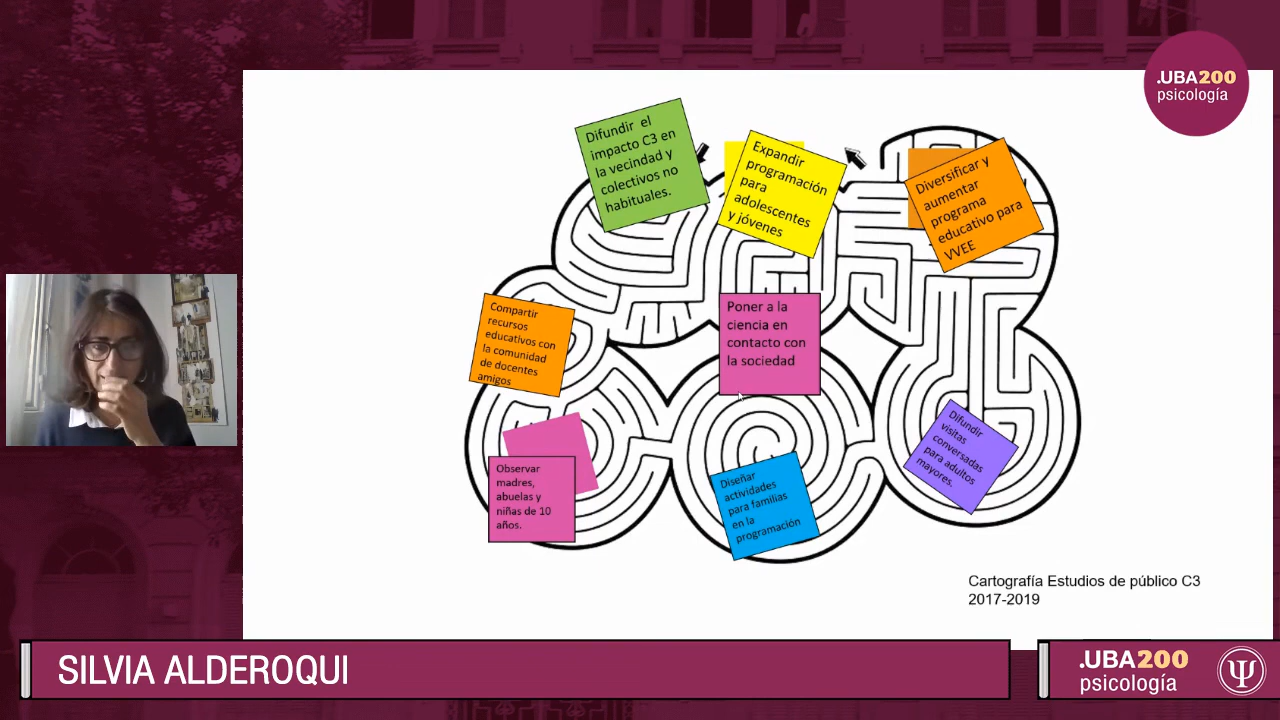 .UBA200
psicología
Difundir el
impacto C3 en
la vecindad y
colectivos no
habituales.
Expandir
programación
para
adolescentes
y jóvenes
Diversificar y
aumentar
programa
educativo para
VVEE
Compartir
recursos
educativos con
la comunidad
de docentes
amigos
Poner a la
ciencia en
contacto con
la sociedad
Observar
madres,
abuelas y
niñas de 10
años.
Diseñar
actividades
para familias
en la
programación
Difundir
visitas
conversadas
para adultos
mayores.
Cartografía Estudios de público C3
2017-2019
SILVIA ALDEROQUI
.UBA200
psicología